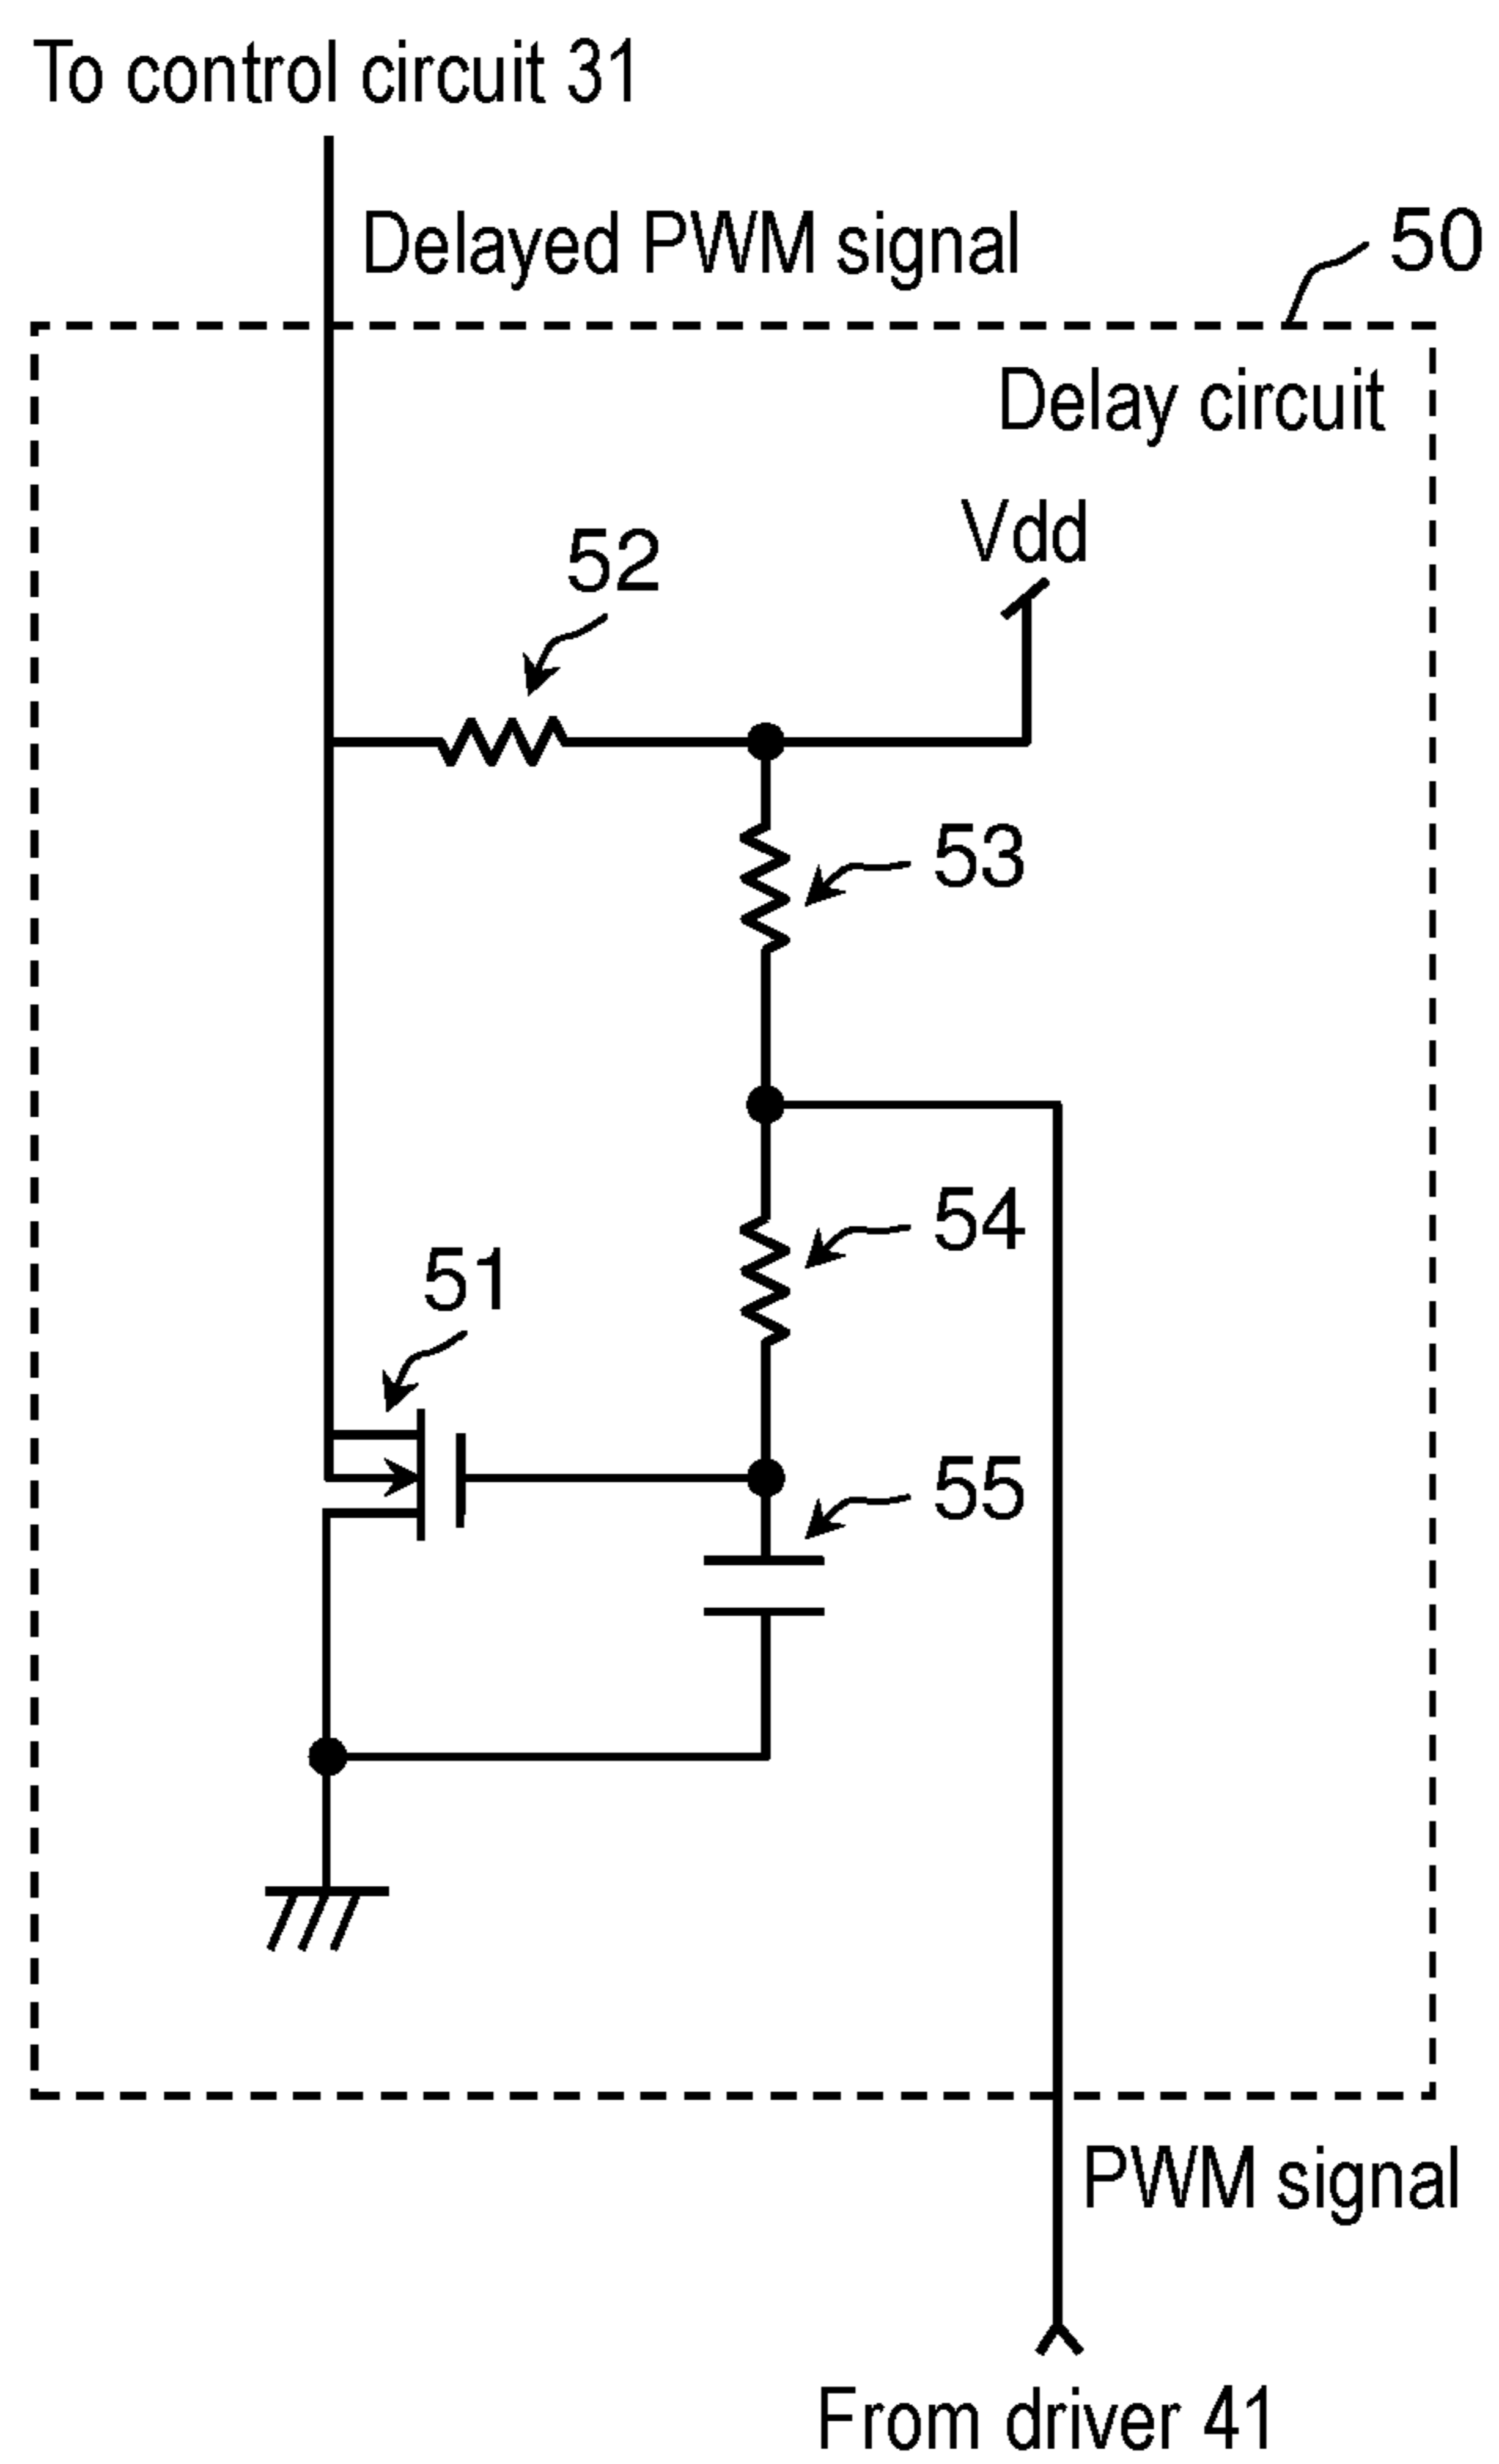 To control circuit 31
Delayed PWM signal
50
Delay circuit
Vdd
52
53
54
51
55
PWM signal
From driver 41